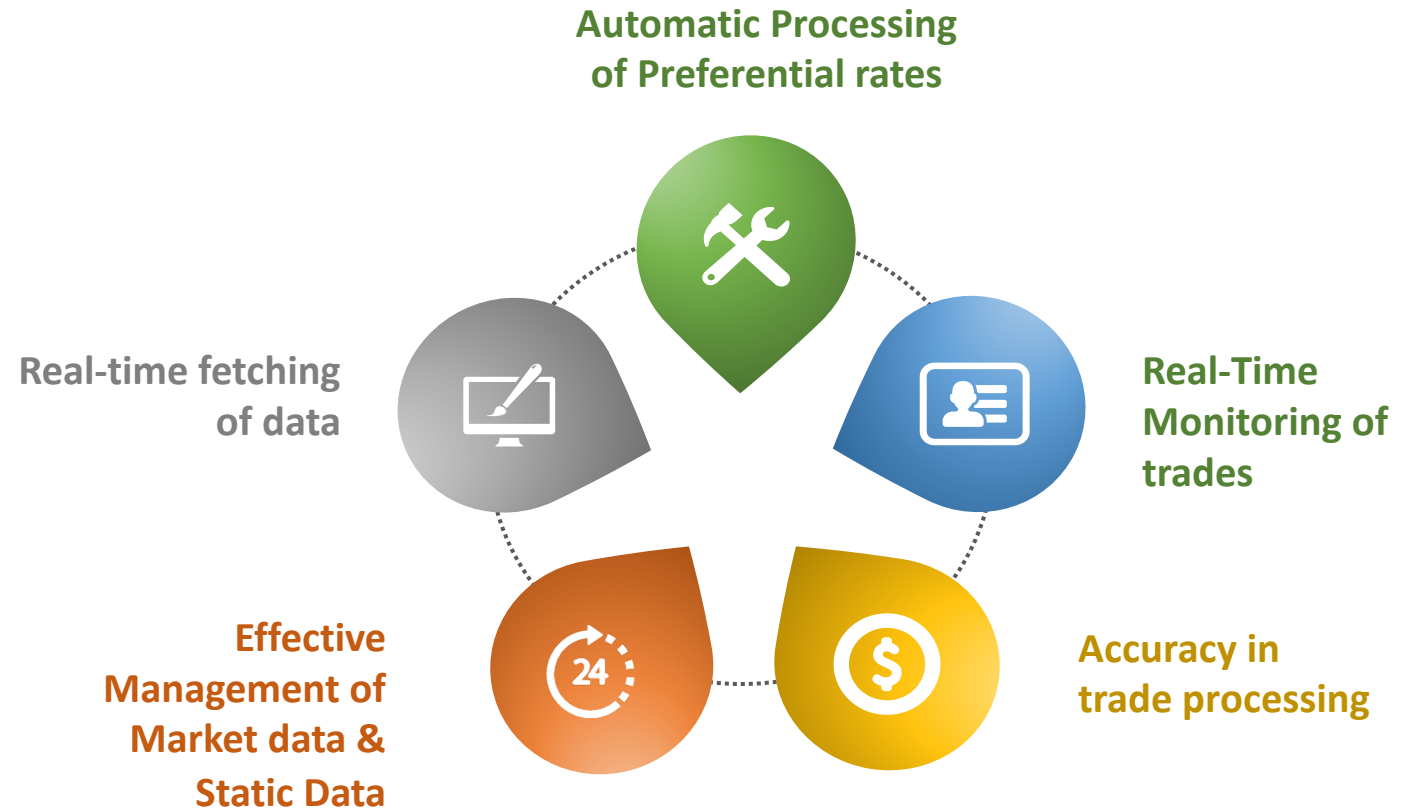 Automatic Processing
of Preferential rates
Real-time fetching
of data
Real-Time
Monitoring of
trades
Effective
Management of
Market data &
Static Data
24
$
Accuracy in
trade processing